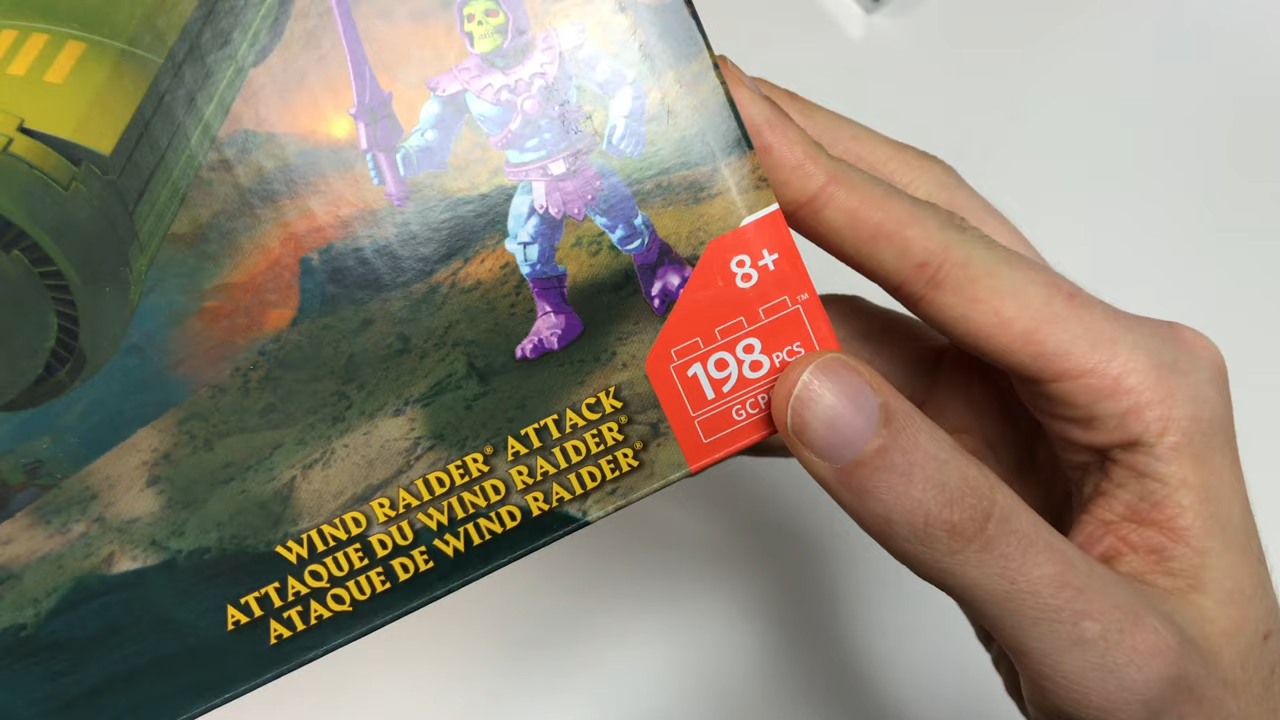 8+
198 PCS
WIND RAIDER® ATTACK
ATTAQUE DU WIND RAIDER®
ATAQUE DE WIND RAIDER®